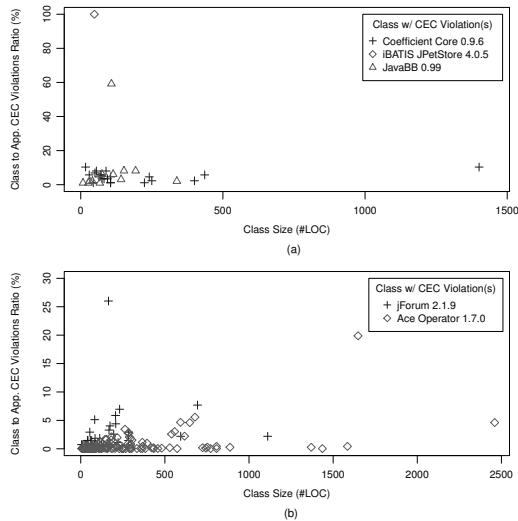 Class to App. CEC Violations Ratio (%)
100
80
60
40
20
0
Class w/ CEC Violation(s)
Coefficient Core 0.9.6
iBATIS JPetStore 4.0.5
JavaBB 0.99
0 500 1000 1500
Class Size (#LOC)
(a)
Class to App. CEC Violations Ratio (%)
30
25
20
15
10
5
0
Class w/ CEC Violation(s)
jForum 2.1.9
Ace Operator 1.7.0
0 500 1000 1500 2000 2500
Class Size (#LOC)
(b)